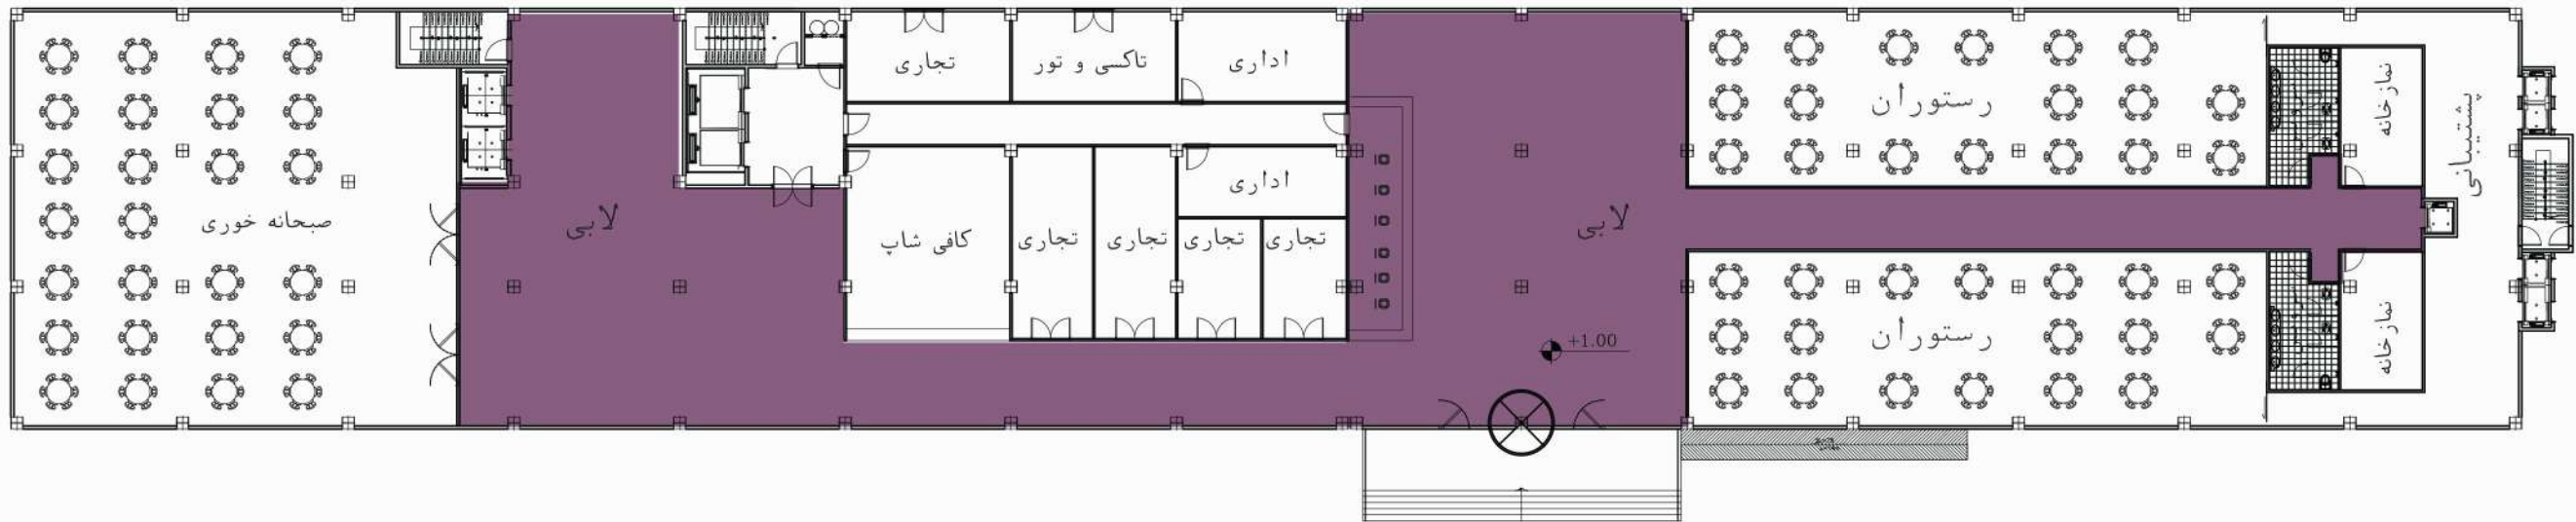 تجاری
تاکسی و تور
اداری
رستوران
نمازخانه
پشتیبانی
صبحانه خوری
لابی
کافی شاپ
تجاری
تجاری
تجاری
تجاری
اداری
لابی
+1.00
رستوران
نمازخانه